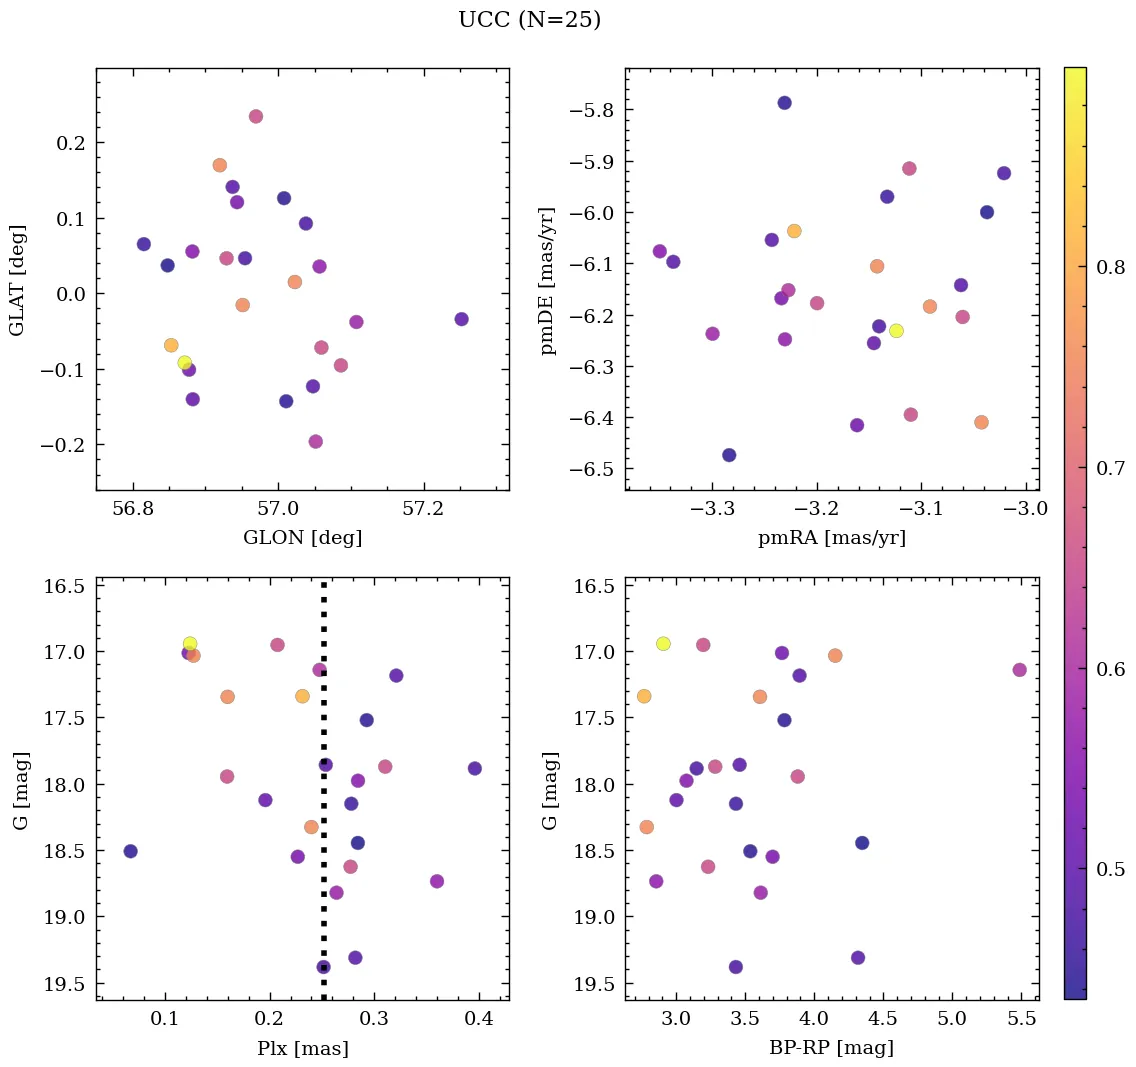 UCC (N=25)
0.2
0.1
0.0
−0.1
−0.2
GLAT [deg]
56.8 57.0 57.2
GLON [deg]
−5.8
−5.9
−6.0
−6.1
−6.2
−6.3
−6.4
−6.5
pmDE [mas/yr]
−3.3 −3.2 −3.1 −3.0
pmRA [mas/yr]
0.8
0.7
0.6
0.5
16.5
17.0
17.5
18.0
18.5
19.0
19.5
G [mag]
0.1 0.2 0.3 0.4
Plx [mas]
16.5
17.0
17.5
18.0
18.5
19.0
19.5
G [mag]
3.0 3.5 4.0 4.5 5.0 5.5
BP-RP [mag]